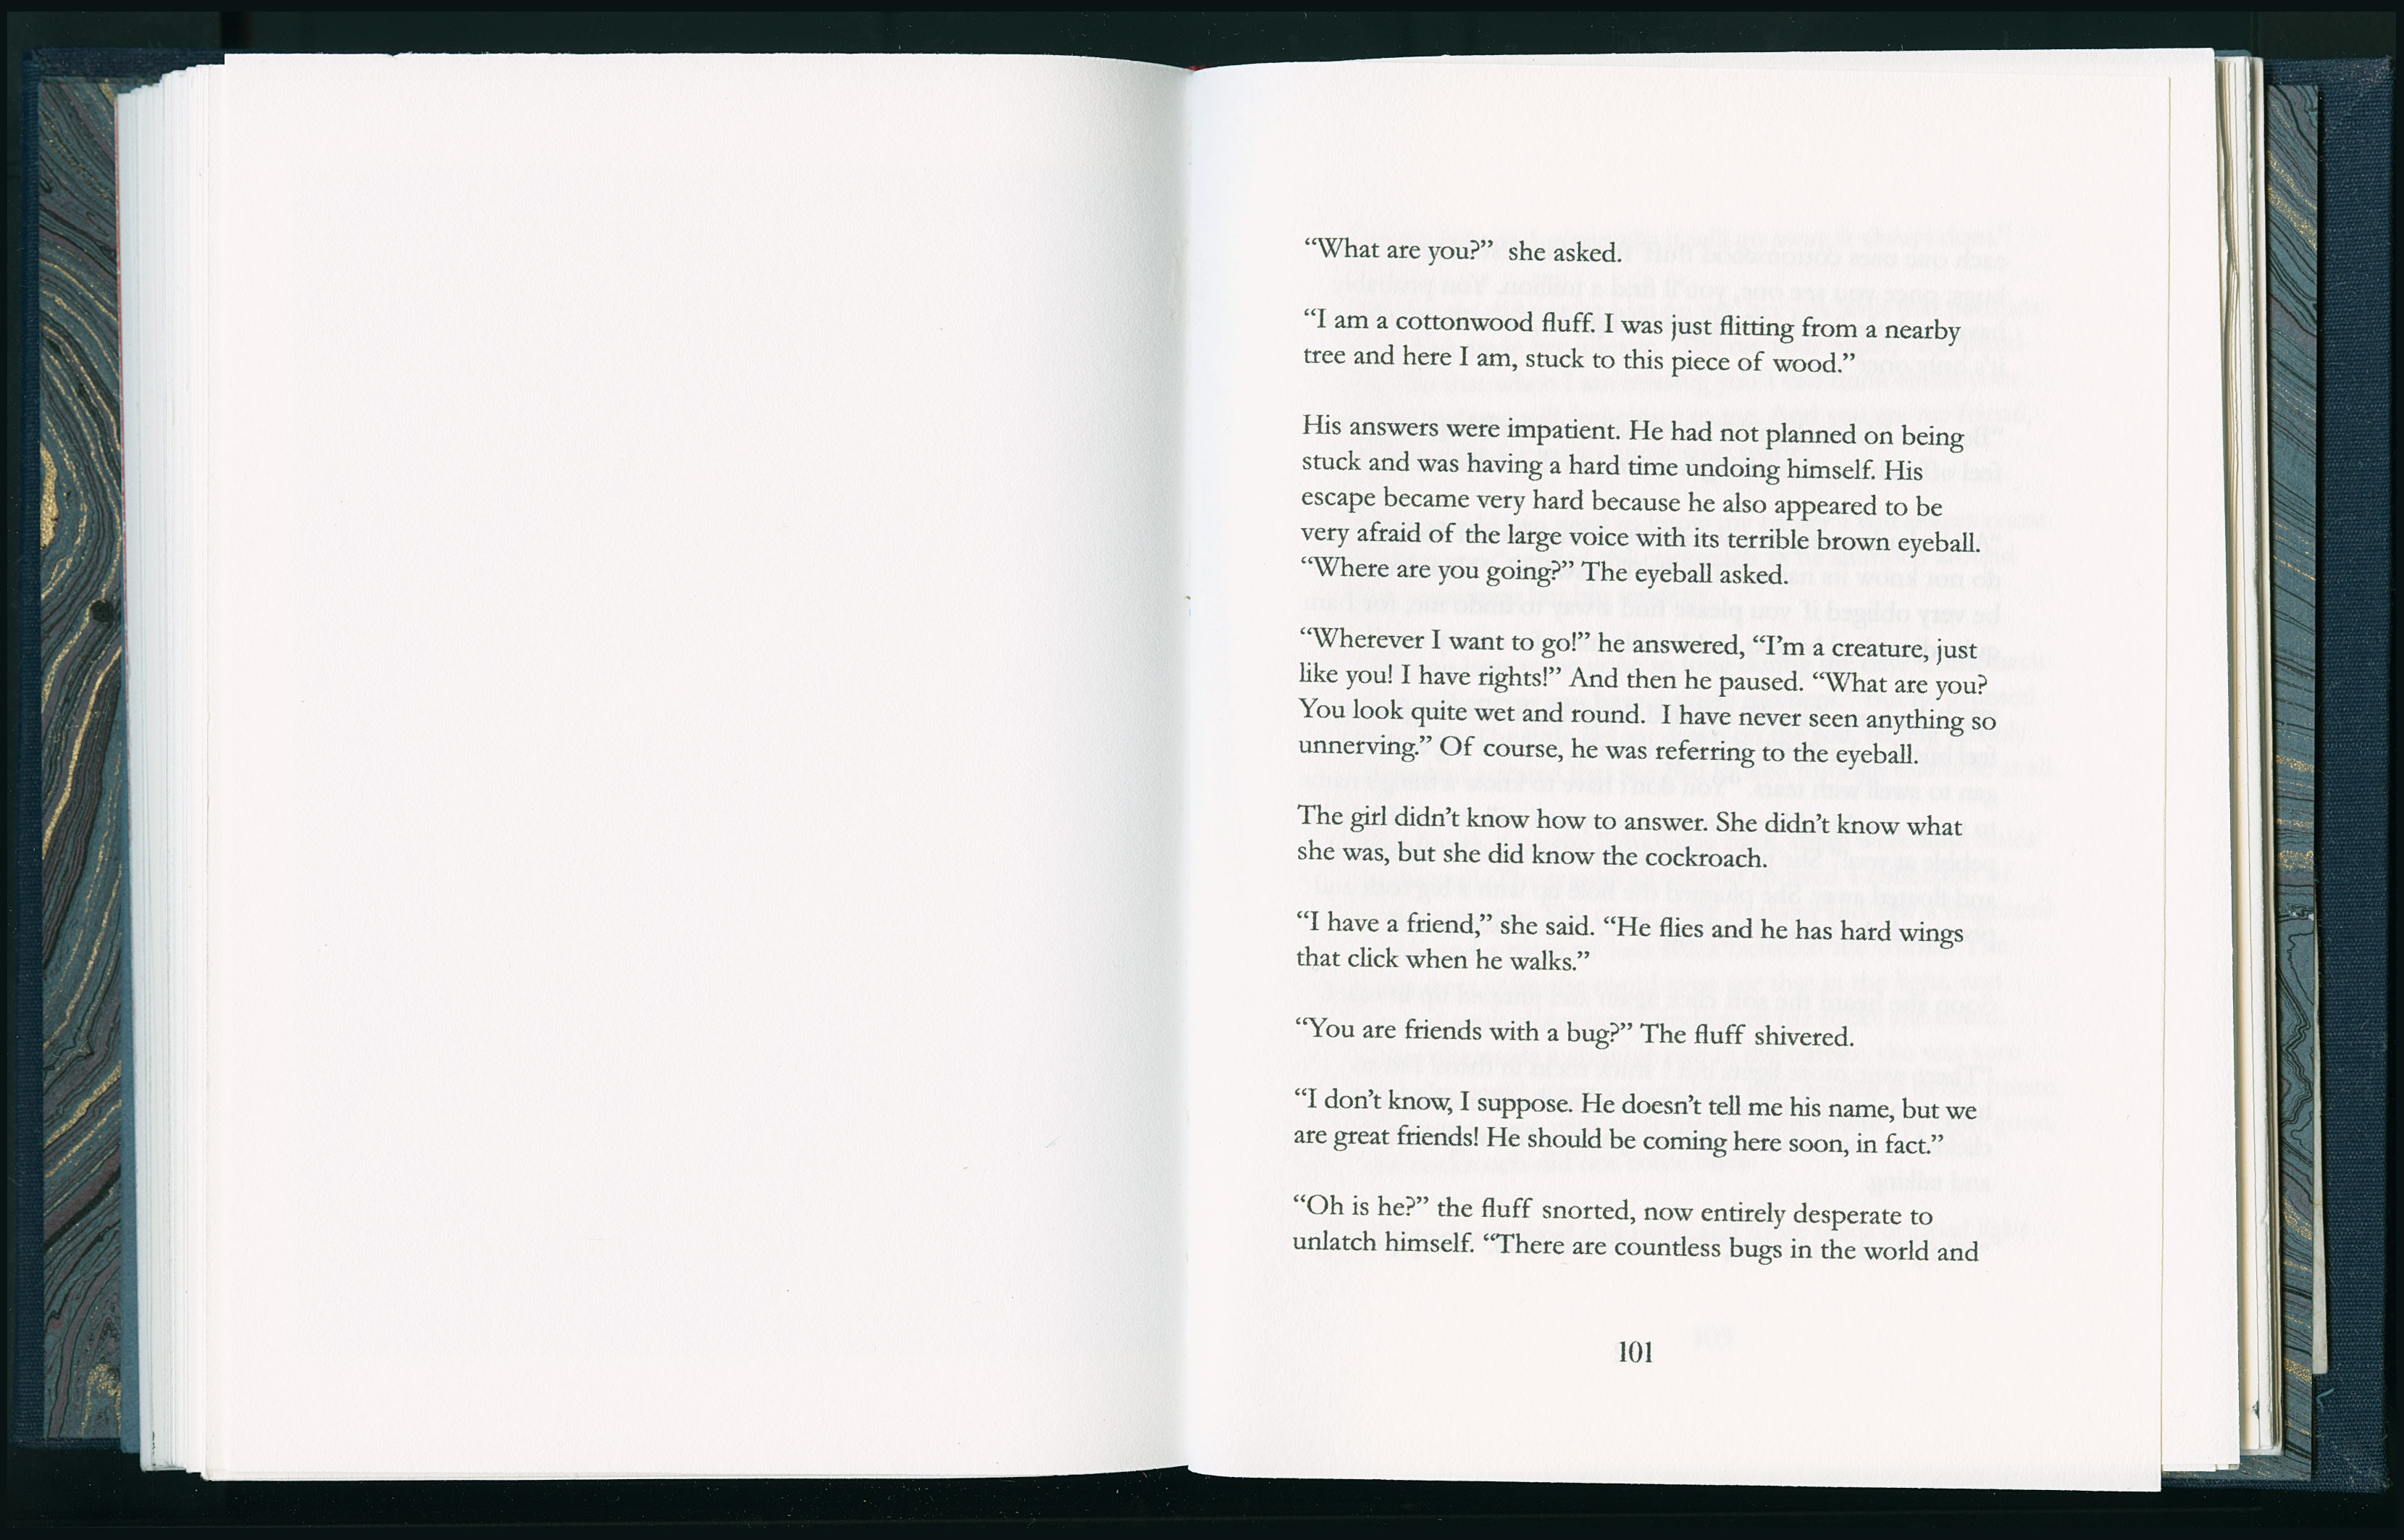 “What are you?” she asked.
“I am a cottonwood fluff. I was just flitting from a nearby
tree and here I am, stuck to this piece of wood.”
His answers were impatient. He had not planned on being
stuck and was having a hard time undoing himself. His
escape became very hard because he also appeared to be
very afraid of the large voice with its terrible brown eyeball.
“Where are you going?” The eyeball asked.
“Wherever I want to go!” he answered, “I’m a creature, just
like you! I have rights!” And then he paused. “What are you?
You look quite wet and round. I have never seen anything so
unnerving.” Of course, he was referring to the eyeball.
The girl didn’t know how to answer. She didn’t know what
she was, but she did know the cockroach.
“I have a friend,” she said. “He flies and he has hard wings
that click when he walks.”
“You are friends with a bug?” The fluff shivered.
“I don’t know, I suppose. He doesn’t tell me his name, but we
are great friends! He should be coming here soon, in fact.”
“Oh is he?” the fluff snorted, now entirely desperate to
unlatch himself. “There are countless bugs in the world and
101